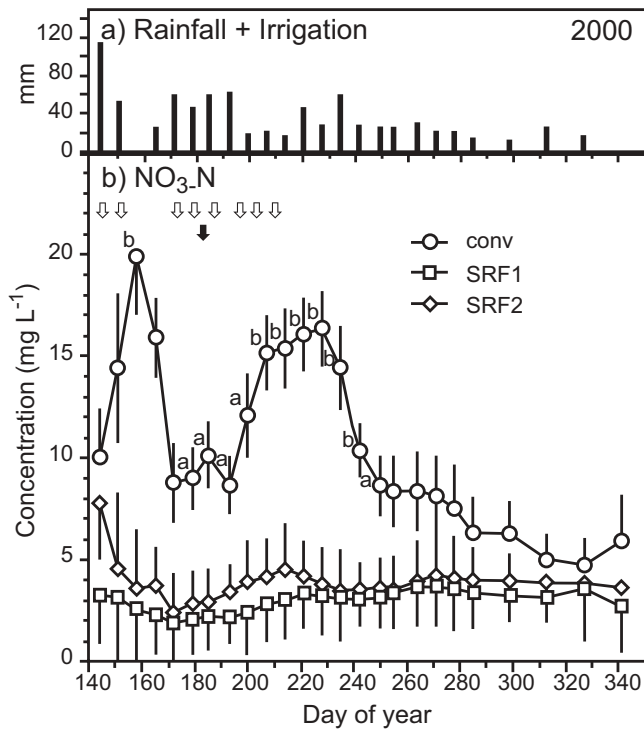 a) Rainfall + Irrigation 2000
120
80
40
0
mm
b) NO3-N
20
15
10
5
0
Concentration (mg L-1)
conv
SRF1
SRF2
b
a
a
a
a
b
b
b
b
b
b
a
140 160 180 200 220 240 260 280 300 320 340
Day of year